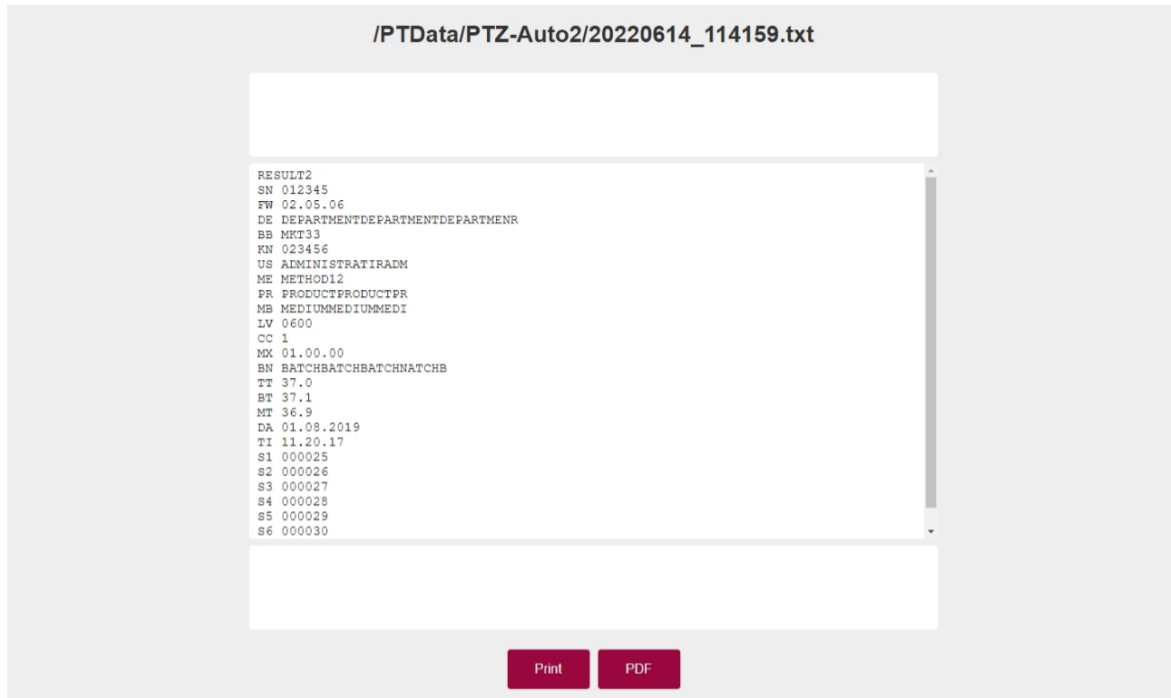 /PTData/PTZ-Auto2/20220614_114159.txt
RESULT2
SN 012345
FW 02.05.06
DE DEPARTMENTDEPARTMENTDEPARTMENR
BB MKT33
KN 023456
US ADMINISTRATIRADM
ME METHOD12
PR PRODUCTPRODUCTPR
MB MEDIUMMEDIUMMEDI
LV 0600
CC 1
MX 01.00.00
BN BATCHBATCHBATCHNATCHB
TT 37.0
BT 37.1
MT 36.9
DA 01.08.2019
TI 11.20.17
S1 000025
S2 000026
S3 000027
S4 000028
S5 000029
S6 000030
Print PDF